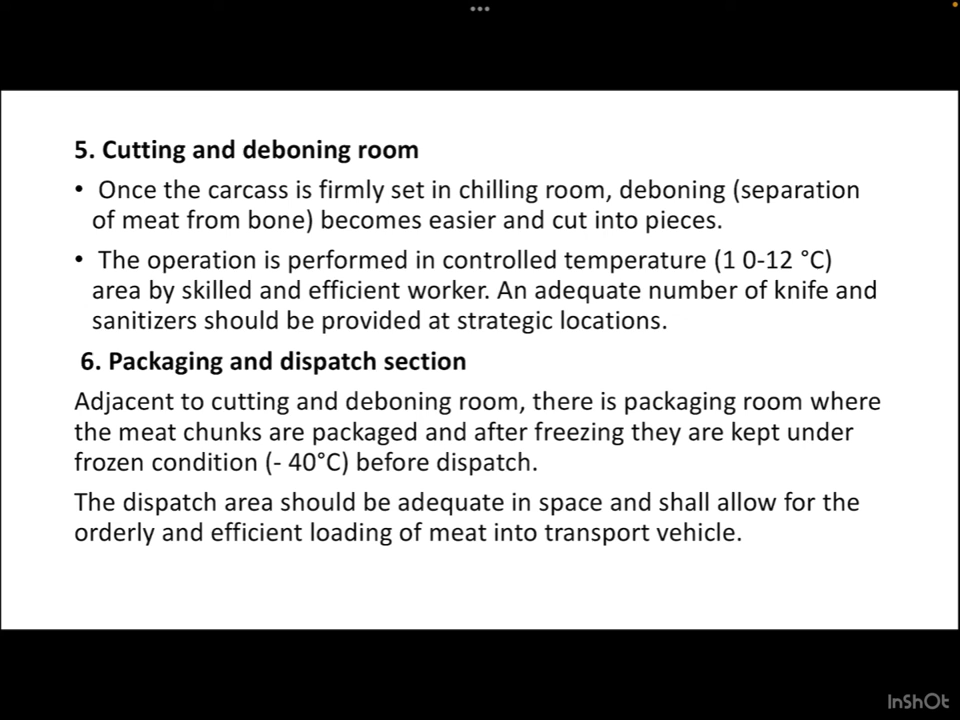 5. Cutting and deboning room
• Once the carcass is firmly set in chilling room, deboning (separation
of meat from bone) becomes easier and cut into pieces.
• The operation is performed in controlled temperature (1 0-12 °C)
area by skilled and efficient worker. An adequate number of knife and
sanitizers should be provided at strategic locations.
6. Packaging and dispatch section
Adjacent to cutting and deboning room, there is packaging room where
the meat chunks are packaged and after freezing they are kept under
frozen condition (- 40°C) before dispatch.
The dispatch area should be adequate in space and shall allow for the
orderly and efficient loading of meat into transport vehicle.
InShOt